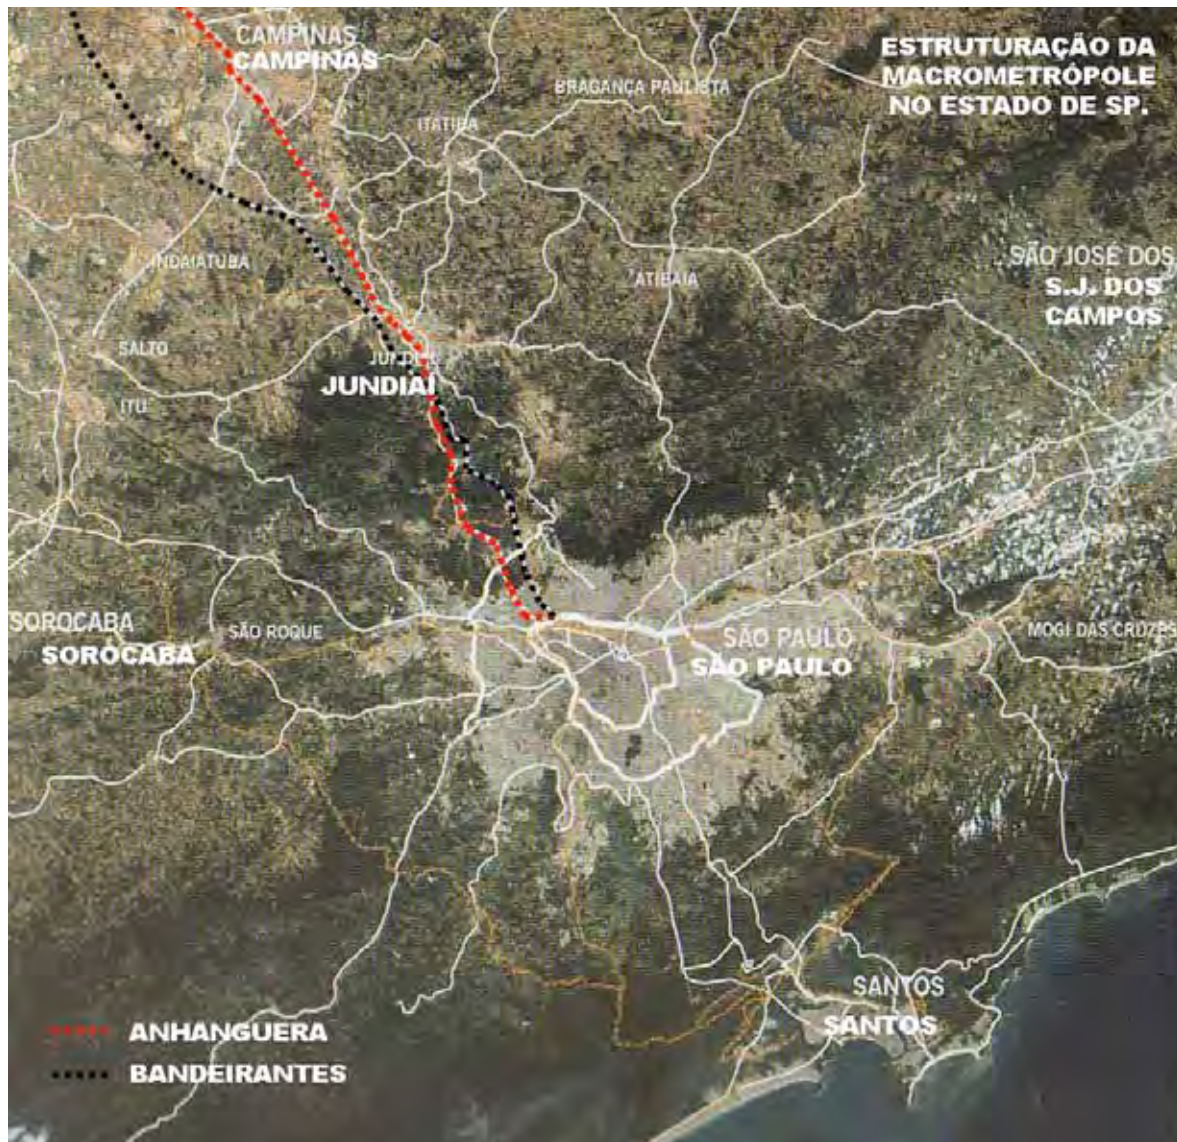 CAMPINAS
CAMPINAS
ESTRUTURAÇÃO DA
MACROMETRÓPOLE
NO ESTADO DE SP.
BRAGANÇA PAULISTA
ITATIBA
INDAIATUBA
ATIBAIA
SÃO JOSÉ DOS
S.J. DOS
CAMPOS
SALTO
JUNDIAÍ
ITU
SOROCABA
SOROCABA
SÃO ROQUE
SÃO PAULO
SÃO PAULO
MOGI DAS CRUZES
SANTOS
SANTOS
ANHANGUERA
BANDEIRANTES